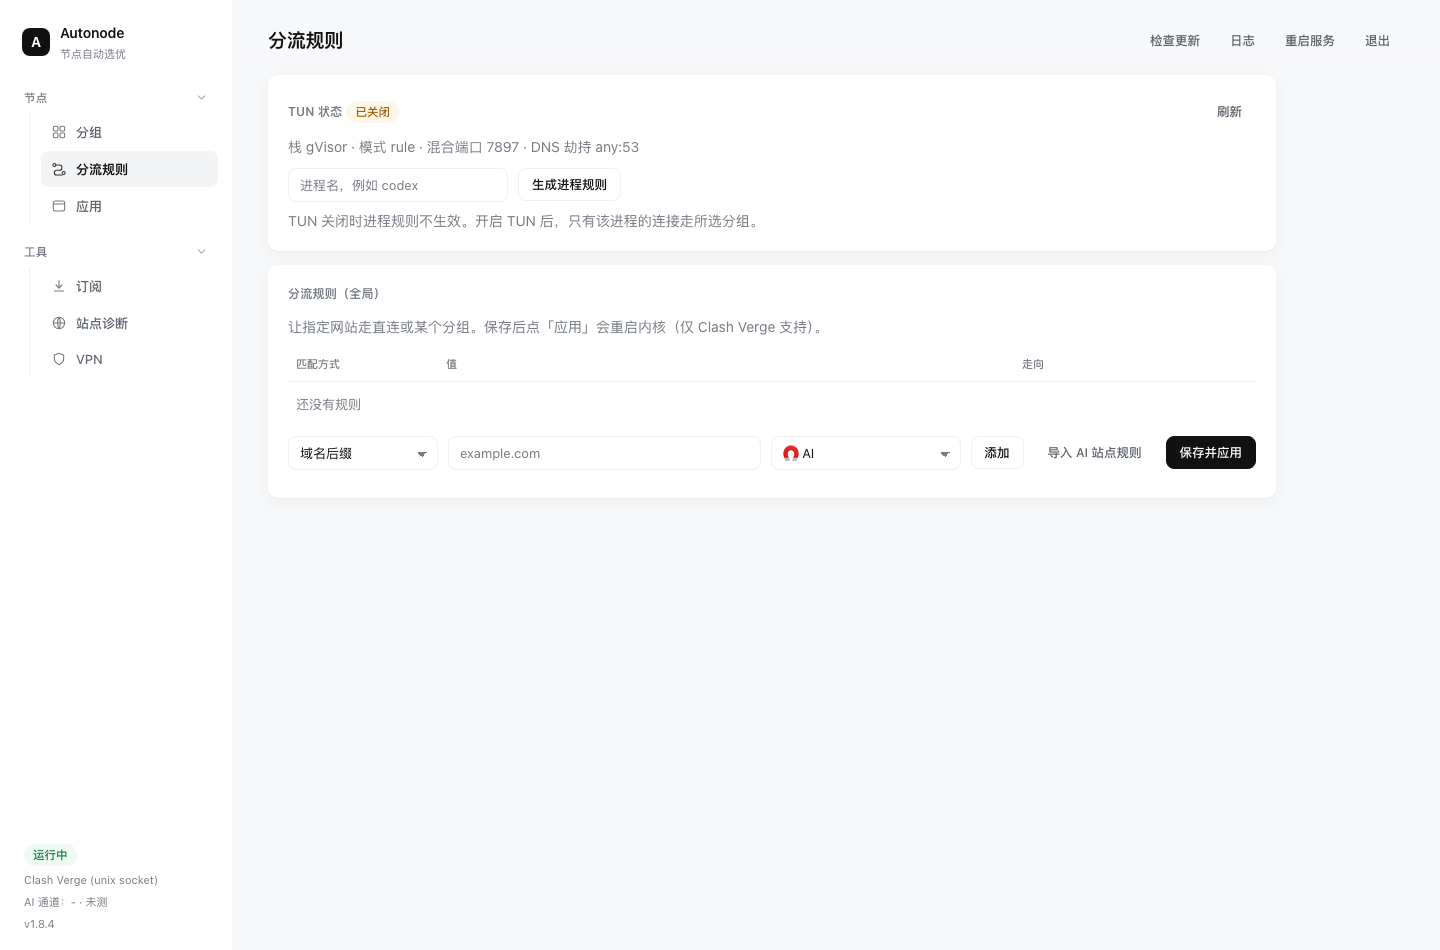 A
Autonode
节点自动选优
节点
分组
分流规则
应用
工具
订阅
站点诊断
VPN
运行中
Clash Verge (unix socket)
AI 通道：- · 未测
v1.8.4
分流规则
检查更新 日志 重启服务 退出
TUN 状态 已关闭 刷新
栈 gVisor · 模式 rule · 混合端口 7897 · DNS 劫持 any:53
进程名，例如 codex 生成进程规则
TUN 关闭时进程规则不生效。开启 TUN 后，只有该进程的连接走所选分组。
分流规则（全局）
让指定网站走直连或某个分组。保存后点「应用」会重启内核（仅 Clash Verge 支持）。
匹配方式 值 走向
还没有规则
域名后缀 example.com AI 添加 导入 AI 站点规则 保存并应用